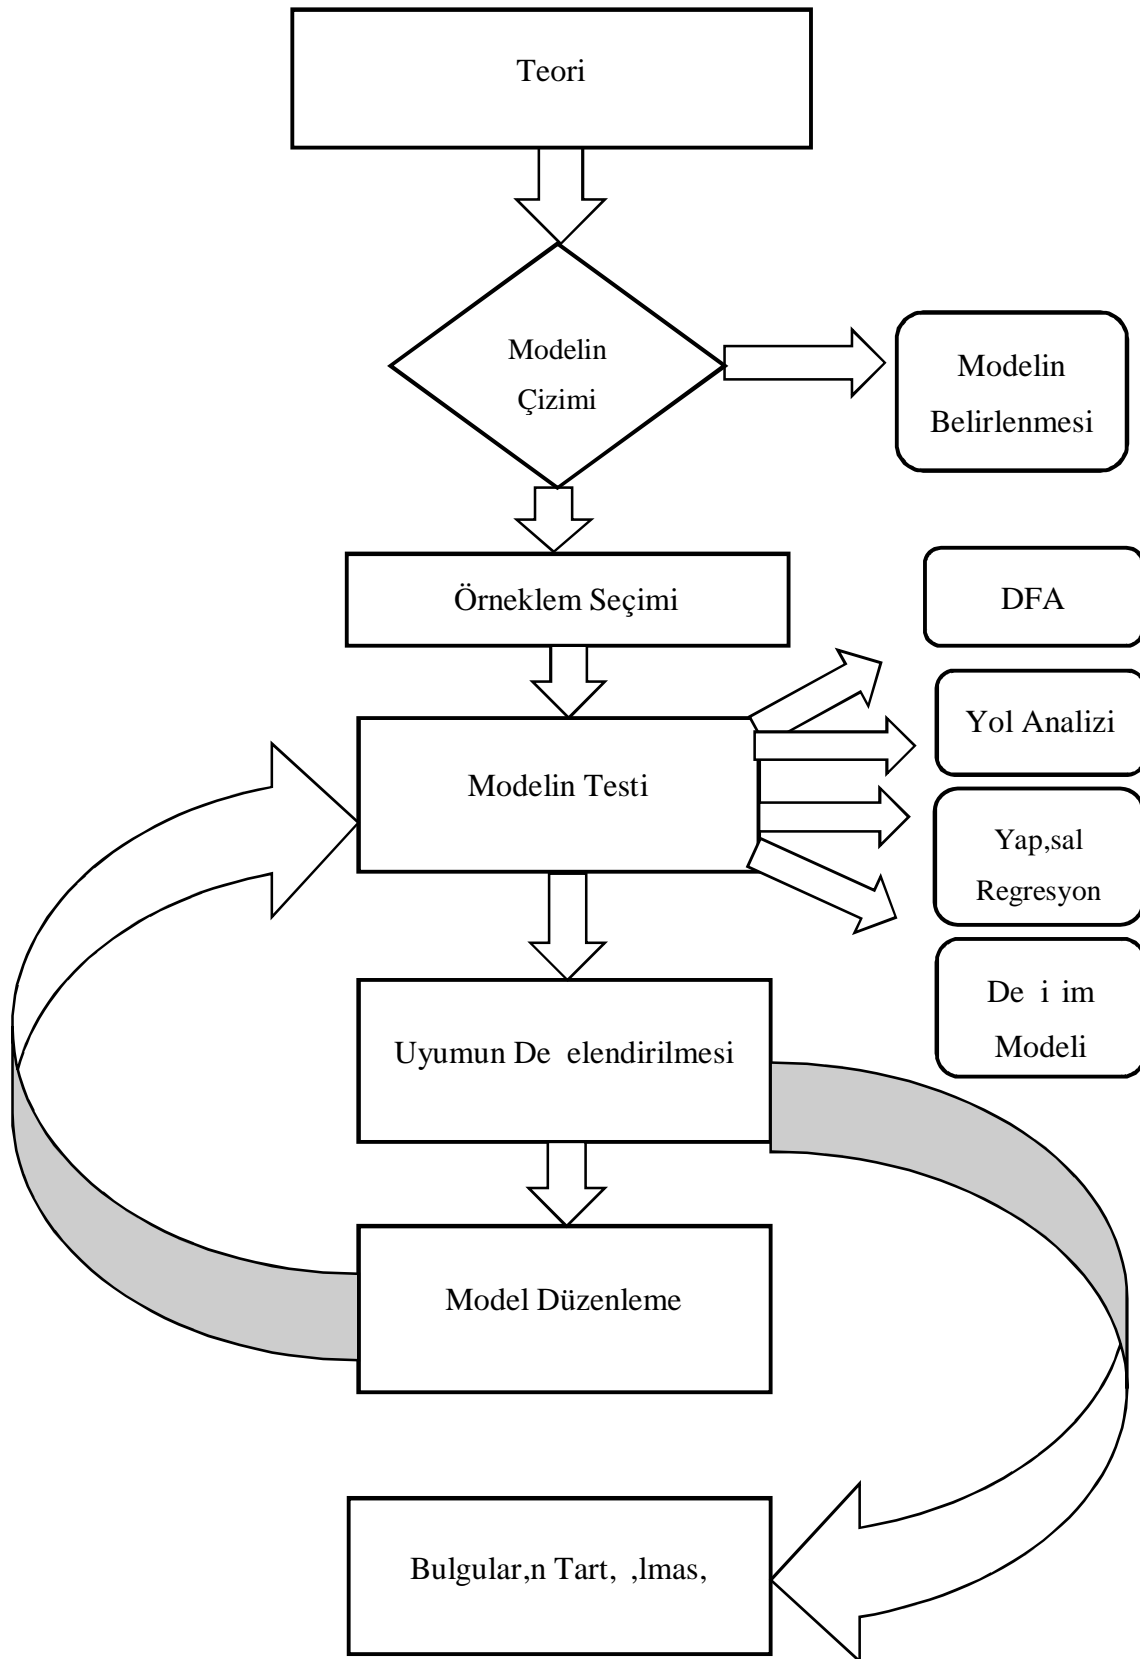 Teori
Modelin
Çizimi
Modelin
Belirlenmesi
Örneklem Seçimi
DFA
Yol Analizi
Modelin Testi
Yap,sal
Regresyon
De i im
Modeli
Uyumun De elendirilmesi
Model Düzenleme
Bulgular,n Tart, ,lmas,